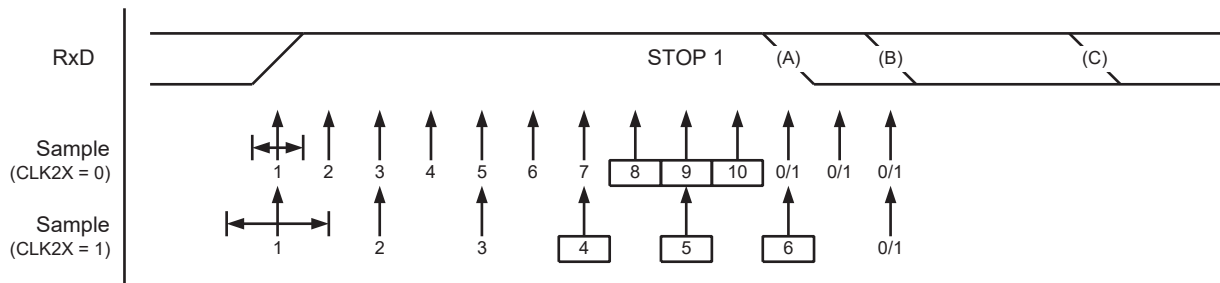 RxD STOP 1 (A) (B) (C)
Sample
(CLK2X = 0)
1 2 3 4 5 6 7 8 9 10 0/1 0/1 0/1
Sample
(CLK2X = 1)
1 2 3 4 5 6 0/1